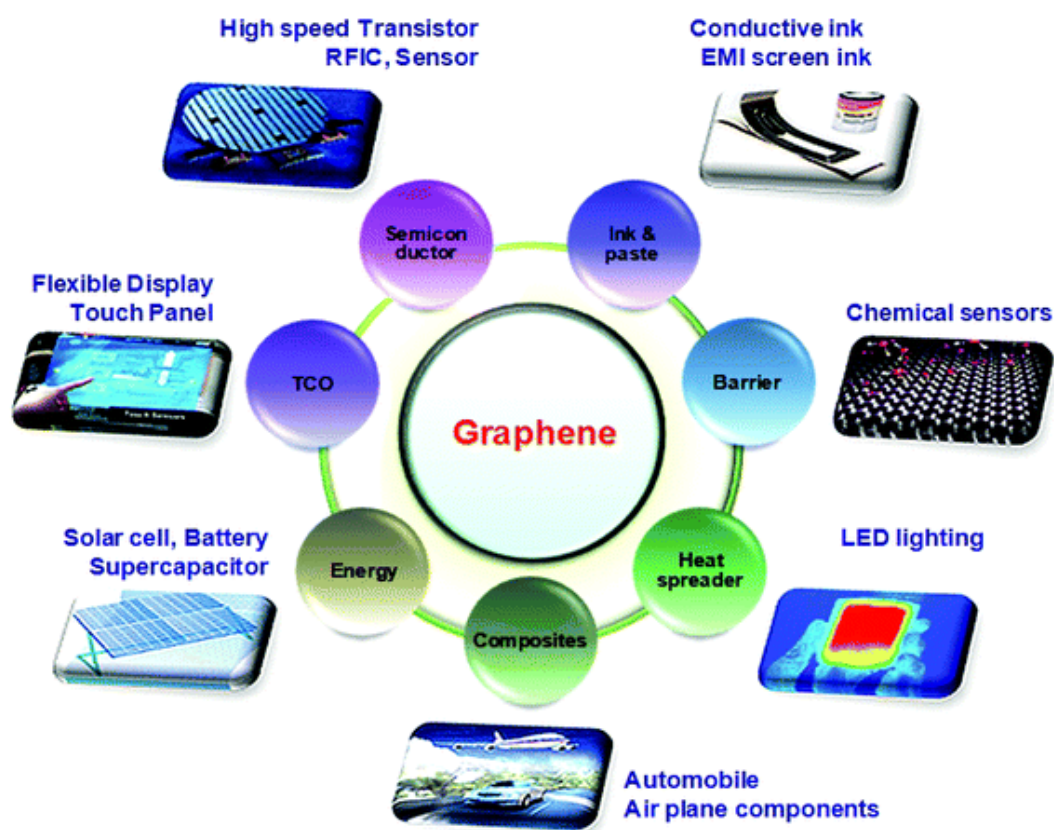 High speed Transistor
RFIC, Sensor
Conductive ink
EMI screen ink
Semicon
ductor
Ink &
paste
Flexible Display
Touch Panel
TCO
Graphene
Barrier
Chemical sensors
Solar cell, Battery
Supercapacitor
Energy
Composites
Heat
spreader
LED lighting
Automobile
Air plane components